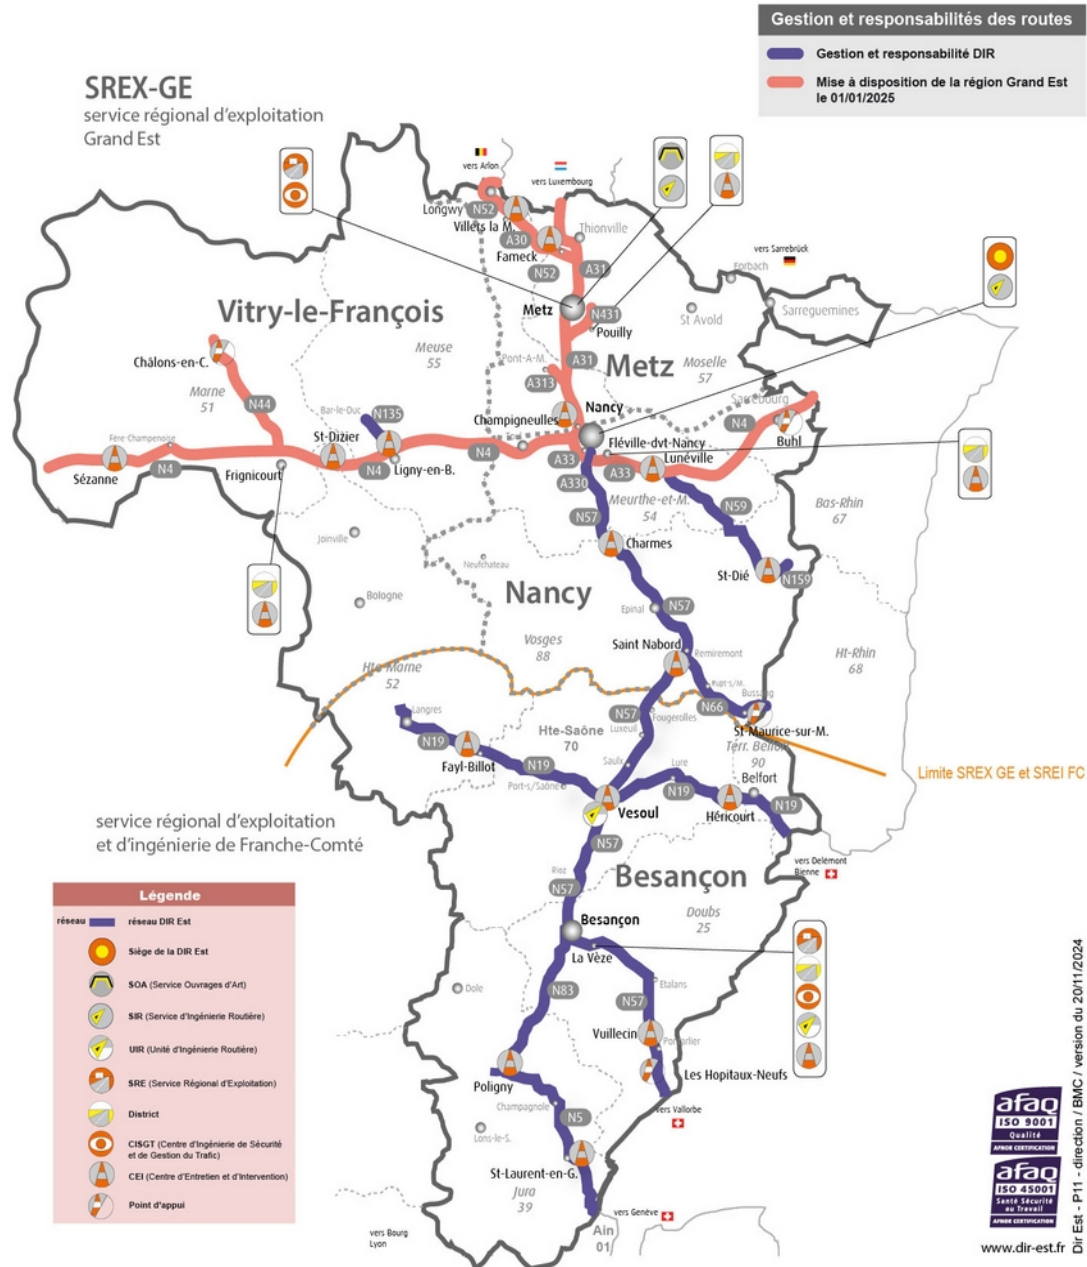 Gestion et responsabilités des routes
Gestion et responsabilité DIR
Mise à disposition de la région Grand Est
le 01/01/2025
SREX-GE
service régional d'exploitation
Grand Est
vers Arlon
vers Luxembourg
Longwy
N52
Villers la M.
A30
Thionville
Fameck
N52
A31
vers Sarrebrück
Forbach
Vitry-le-François
Metz
N431
Pouilly
St Avold
Sarreguemines
Châlons-en-C.
Meuse
55
Pont-A-M.
A31
Metz
Moselle
57
Marne
51
A313
Sarrebourg
N44
Bar-le-Duc
N135
Nancy
Champigneulles
N4
Buhl
Fère-Champenoise
St-Dizier
Toul
Fléville-dvt-Nancy
Lunéville
N4
Sézanne
N4
Frignicourt
N4
Ligny-en-B.
A33
A33
A330
Meurthe-et-M.
54
N59
Bas-Rhin
67
N57
Joinville
Charmes
Neufchateau
St-Dié
N159
Nancy
Bologne
Epinal
N57
Vosges
88
Saint Nabord
Remiremont
Ht-Rhin
68
Hte-Marne
52
Rupt-s/M.
Bussang
N66
Langres
N57
Fougerolles
St-Maurice-sur-M.
Hte-Saône
70
Luxeuil
Terr. Belfort
90
N19
Fayl-Billot
N19
Saulx
Lure
Belfort
Limite SREX GE et SREI FC
Port-s/Saône
N19
Héricourt
N19
Vesoul
service régional d'exploitation
et d'ingénierie de Franche-Comté
N57
vers Delémont
Bienne
Rioz
N57
Besançon
Légende
réseau
réseau DIR Est
Siège de la DIR Est
SOA (Service Ouvrages d'Art)
SIR (Service d'Ingénierie Routière)
UIR (Unité d'Ingénierie Routière)
SRE (Service Régional d'Exploitation)
District
CISGT (Centre d'Ingénierie de Sécurité
et de Gestion du Trafic)
CEI (Centre d'Entretien et d'Intervention)
Point d'appui
Besançon
Doubs
25
La Vèze
Dole
N83
Etalans
N57
Vuillecin
Pontarlier
Les Hopitaux-Neufs
Poligny
Champagnole
vers Vallorbe
N5
Lons-le-S.
St-Laurent-en-G.
Jura
39
vers Genève
Ain
01
vers Bourg
Lyon
afaq
ISO 9001
Qualité
AFNOR CERTIFICATION
afaq
ISO 45001
Santé Sécurité
au Travail
AFNOR CERTIFICATION
www.dir-est.fr
Dir Est - P11 - direction / BMC / version du 20/11/2024